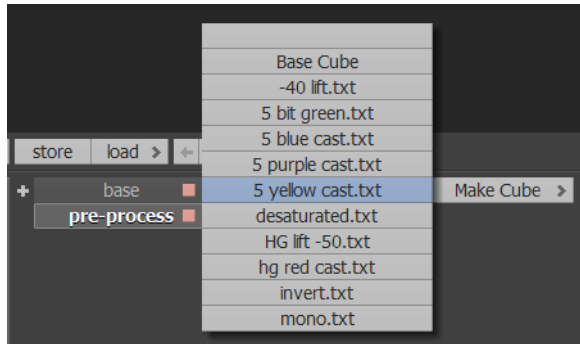 Base Cube
-40 lift.txt
5 bit green.txt
5 blue cast.txt
store load
5 purple cast.txt
base 5 yellow cast.txt Make Cube
pre-process desaturated.txt
HG lift -50.txt
hg red cast.txt
invert.txt
mono.txt